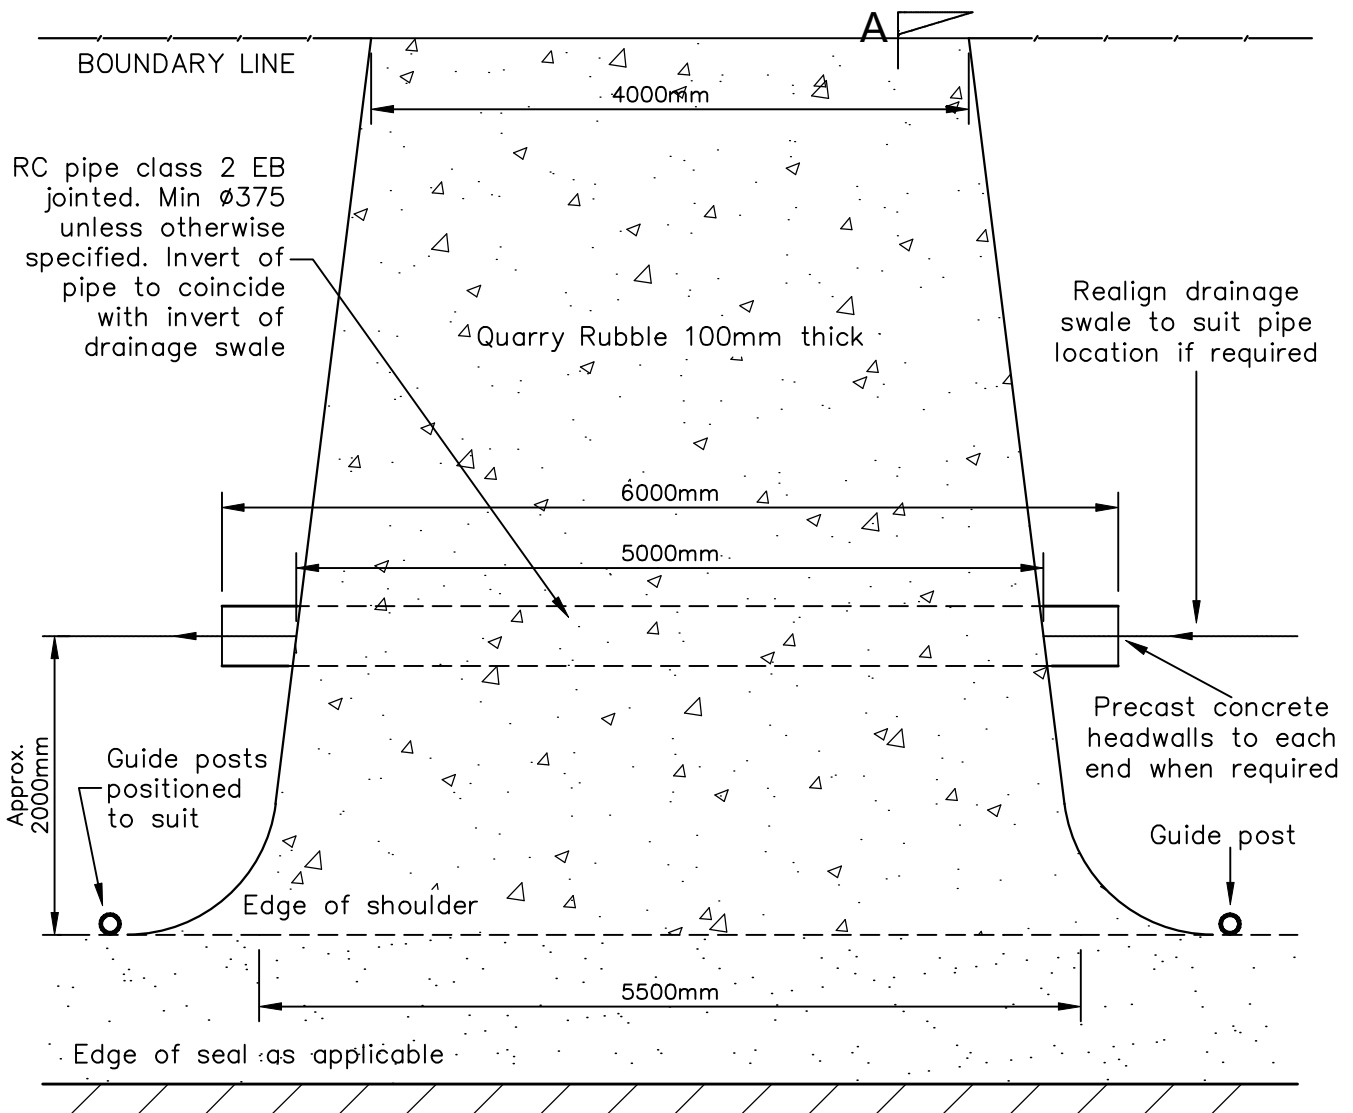 A
BOUNDARY LINE
4000mm
RC pipe class 2 EB
jointed. Min Ø375
unless otherwise
specified. Invert of
pipe to coincide
with invert of
drainage swale
Realign drainage
swale to suit pipe
location if required
Quarry Rubble 100mm thick
6000mm
5000mm
Precast concrete
headwalls to each
end when required
Approx.
2000mm
Guide posts
positioned
to suit
Guide post
Edge of shoulder
5500mm
Edge of seal as applicable